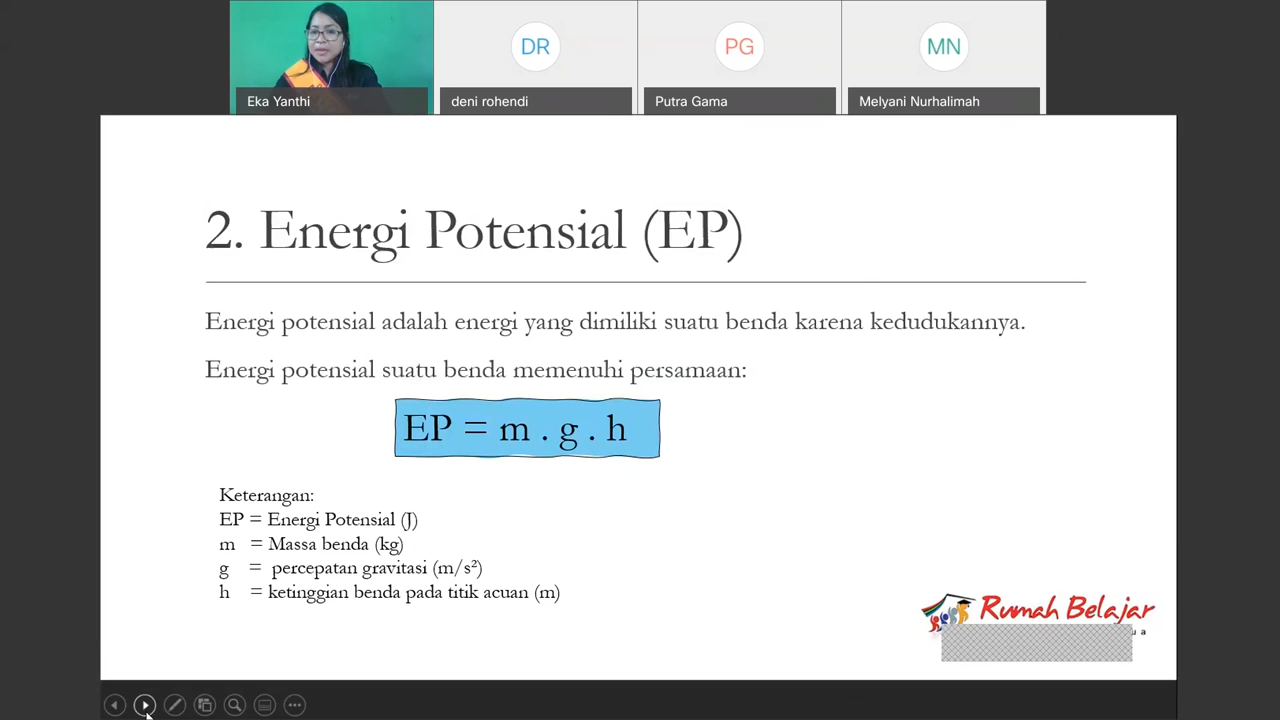 DR
PG
MN
Eka Yanthi
deni rohendi
Putra Gama
Melyani Nurhalimah
2. Energi Potensial (EP)
Energi potensial adalah energi yang dimiliki suatu benda karena kedudukannya.
Energi potensial suatu benda memenuhi persamaan:
EP = m . g . h
Keterangan:
EP = Energi Potensial (J)
m = Massa benda (kg)
g = percepatan gravitasi (m/s²)
h = ketinggian benda pada titik acuan (m)
Rumah Belajar